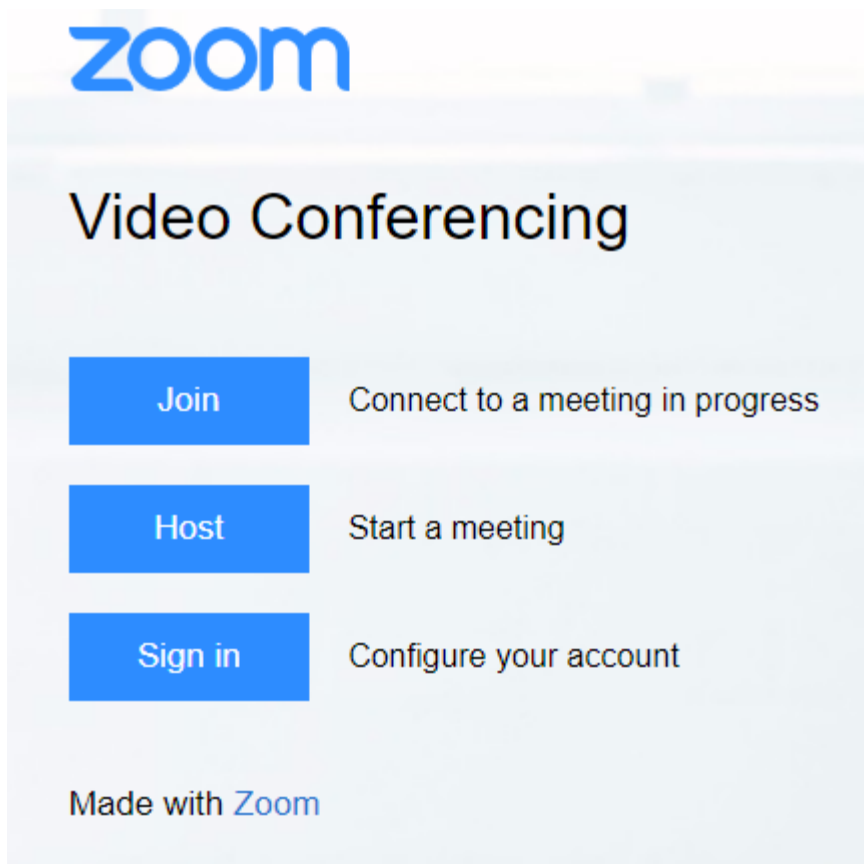 zoom
Video Conferencing
Join Connect to a meeting in progress
Host Start a meeting
Sign in Configure your account
Made with Zoom